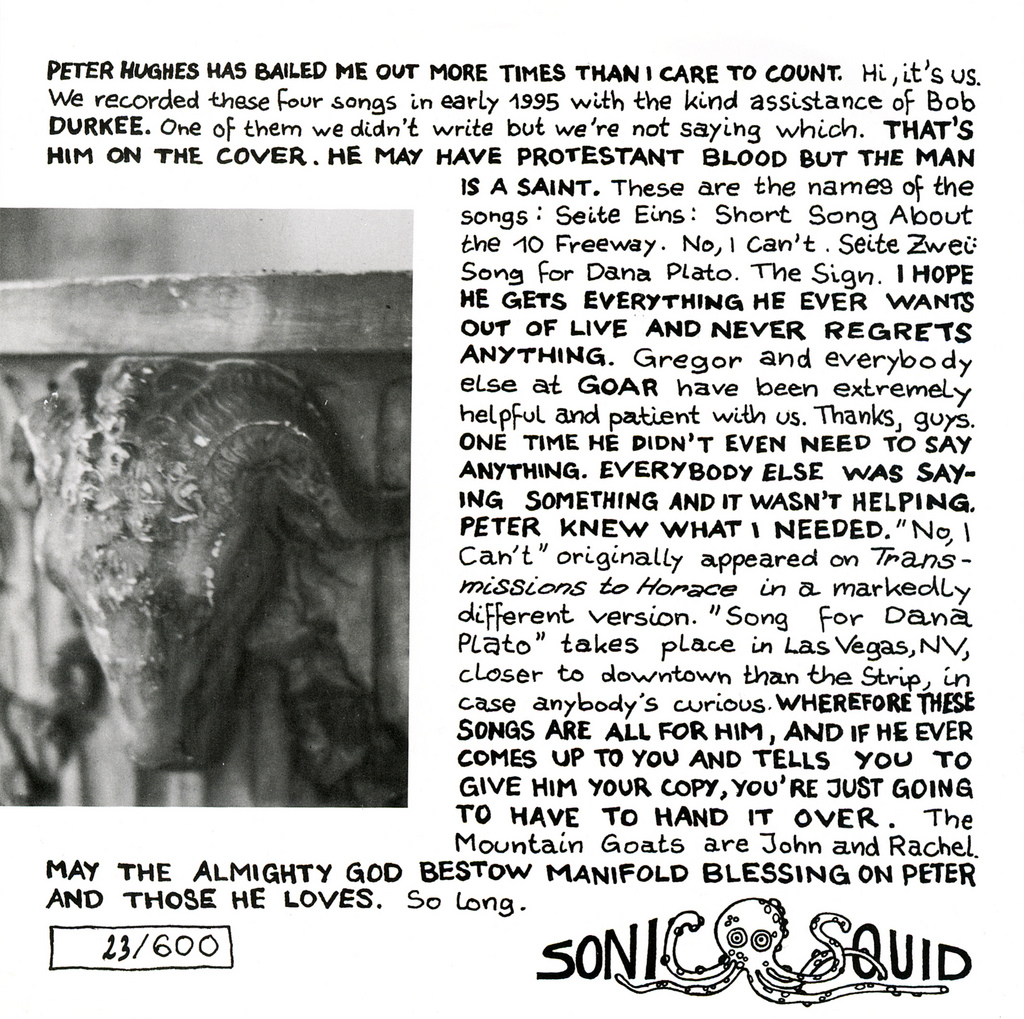 PETER HUGHES HAS BAILED ME OUT MORE TIMES THAN I CARE TO COUNT. Hi, it's us.
We recorded these four songs in early 1995 with the kind assistance of Bob
DURKEE. One of them we didn't write but we're not saying which. THAT'S
HIM ON THE COVER. HE MAY HAVE PROTESTANT BLOOD BUT THE MAN
IS A SAINT. These are the names of the
songs: Seite Eins: Short Song About
the 10 Freeway. No, I Can't. Seite Zwei:
Song for Dana Plato. The Sign. I HOPE
HE GETS EVERYTHING HE EVER WANTS
OUT OF LIVE AND NEVER REGRETS
ANYTHING. Gregor and everybody
else at GOAR have been extremely
helpful and patient with us. Thanks, guys.
ONE TIME HE DIDN'T EVEN NEED TO SAY
ANYTHING. EVERYBODY ELSE WAS SAY-
ING SOMETHING AND IT WASN'T HELPING.
PETER KNEW WHAT I NEEDED. "No, I
Can't" originally appeared on Trans-
missions to Horace in a markedly
different version. "Song for Dana
Plato" takes place in Las Vegas, NV,
closer to downtown than the Strip, in
case anybody's curious. WHEREFORE THESE
SONGS ARE ALL FOR HIM, AND IF HE EVER
COMES UP TO YOU AND TELLS YOU TO
GIVE HIM YOUR COPY, YOU'RE JUST GOING
TO HAVE TO HAND IT OVER. The
Mountain Goats are John and Rachel.
MAY THE ALMIGHTY GOD BESTOW MANIFOLD BLESSING ON PETER
AND THOSE HE LOVES. So long.
23/600
SONIC SQUID